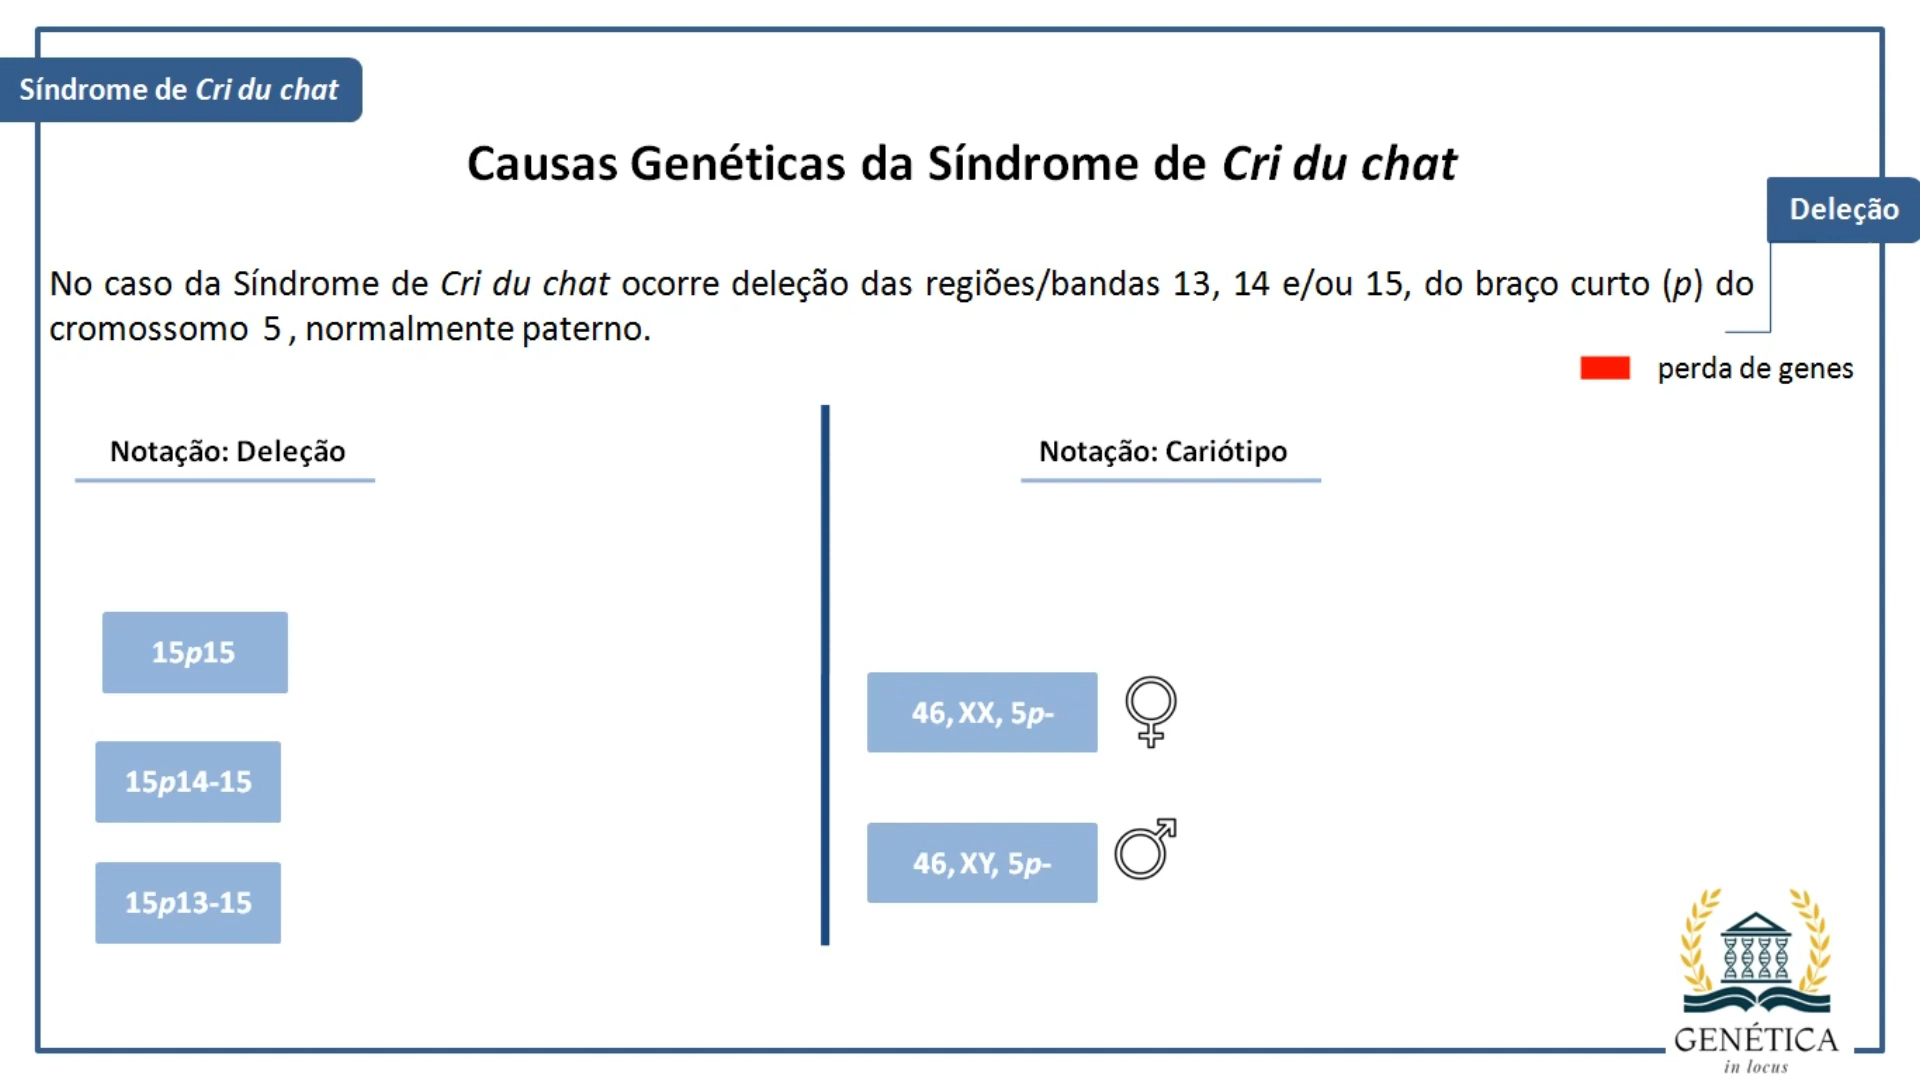 Síndrome de Cri du chat
Causas Genéticas da Síndrome de Cri du chat
Deleção
No caso da Síndrome de Cri du chat ocorre deleção das regiões/bandas 13, 14 e/ou 15, do braço curto (p) do
cromossomo 5 , normalmente paterno.
perda de genes
Notação: Deleção
15p15
15p14-15
15p13-15
Notação: Cariótipo
46, XX, 5p-
46, XY, 5p-
GENÉTICA
in locus